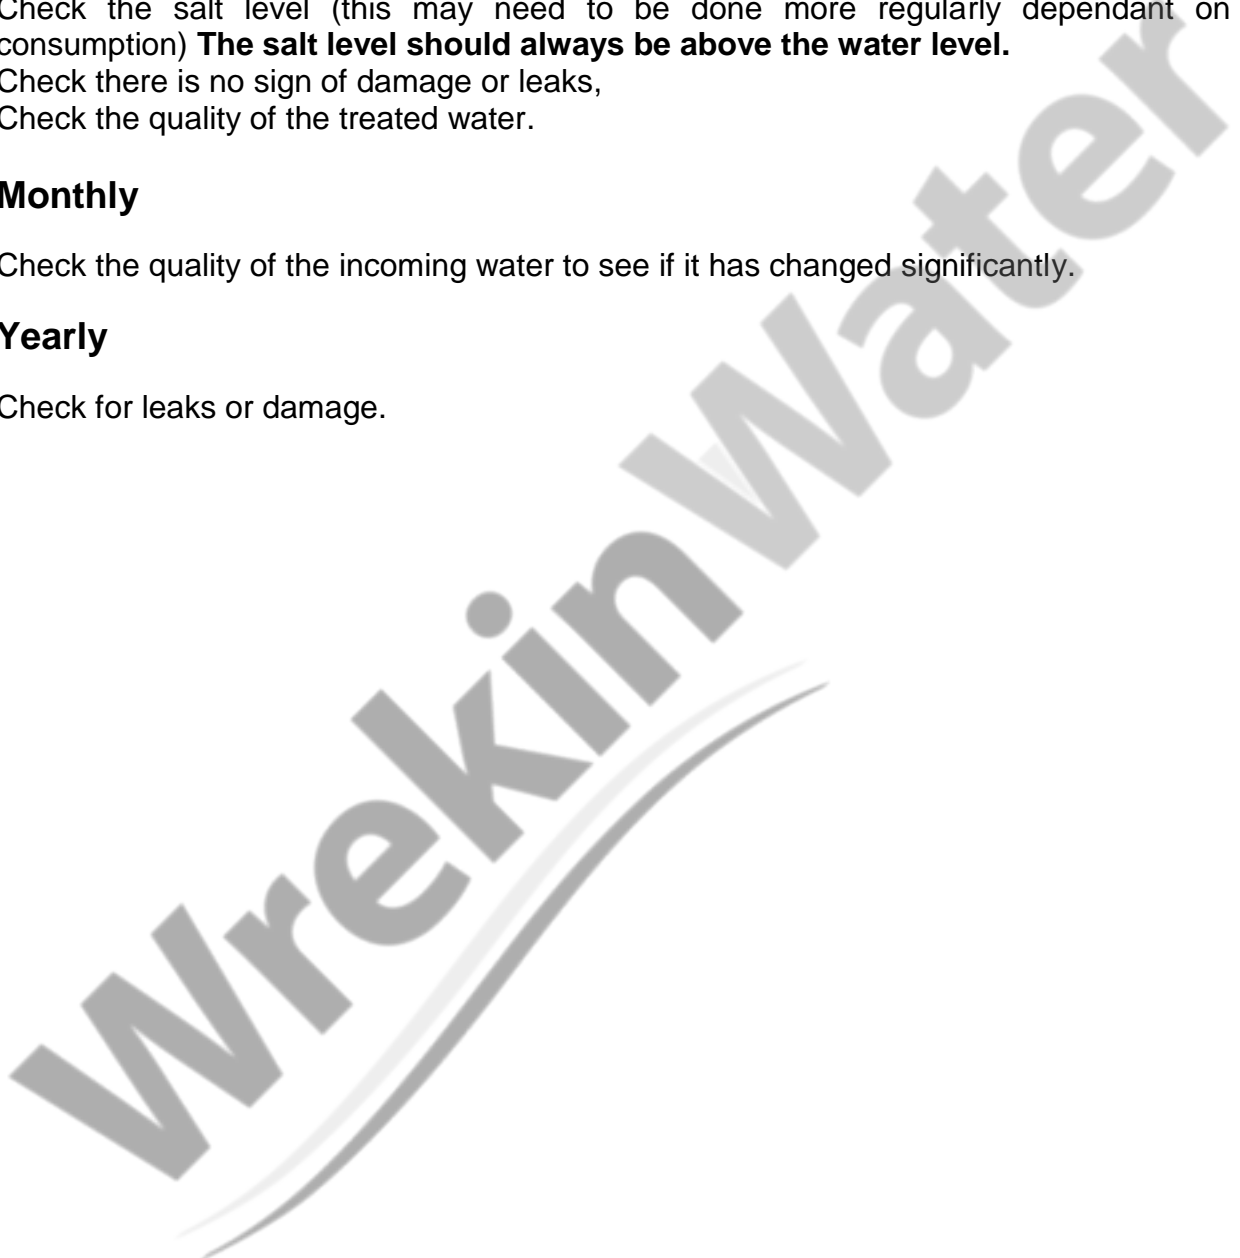 Check the salt level (this may need to be done more regularly dependant on
consumption) The salt level should always be above the water level.
Check there is no sign of damage or leaks,
Check the quality of the treated water.
Monthly
Check the quality of the incoming water to see if it has changed significantly.
Yearly
Check for leaks or damage.
WrekinWater